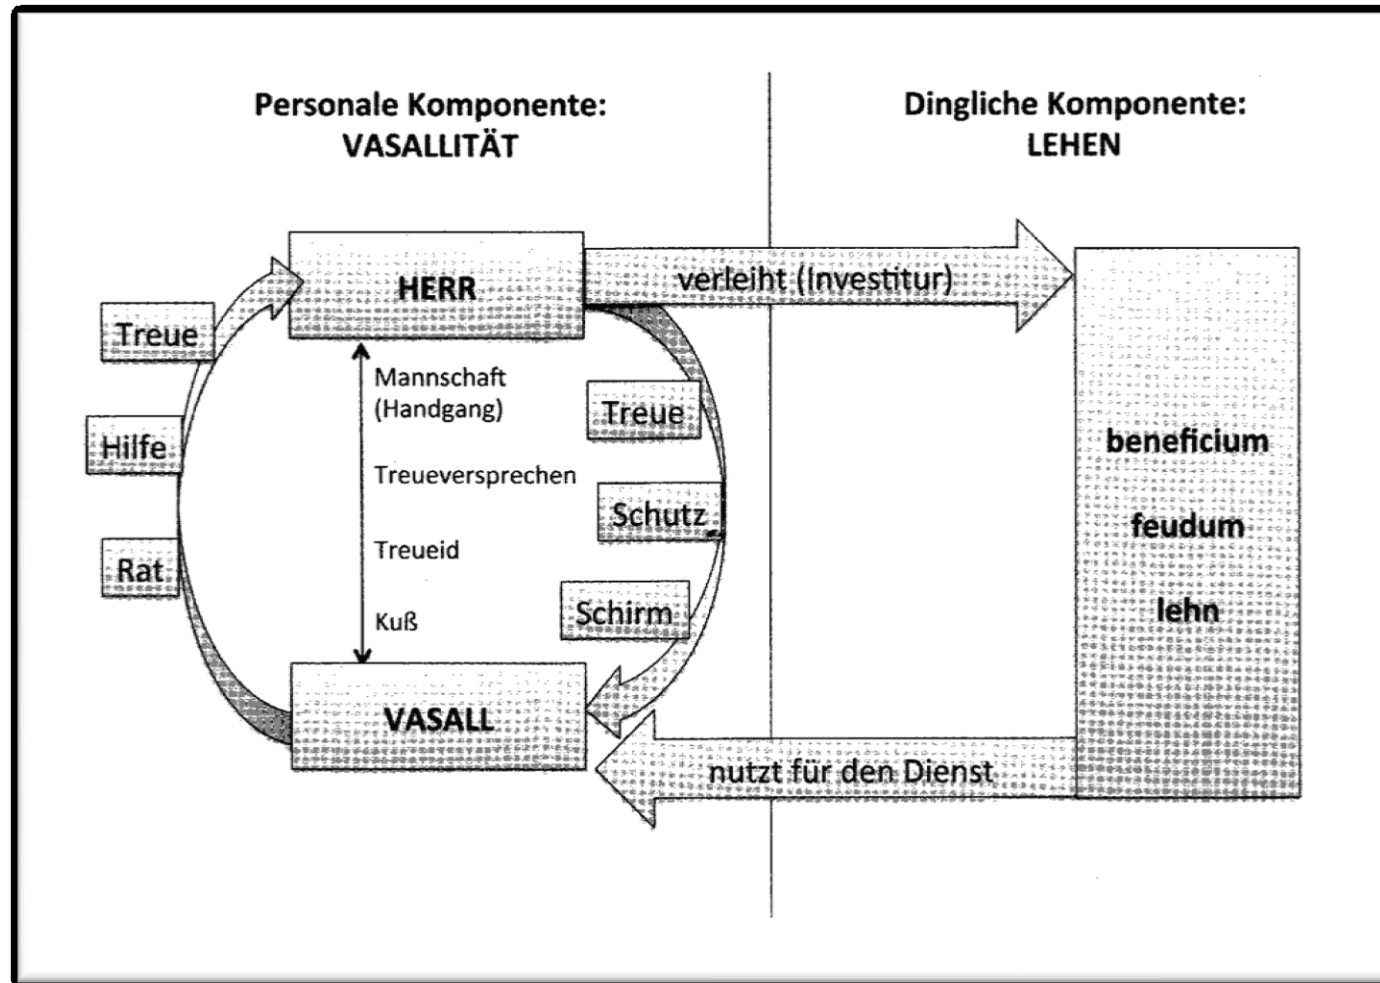 Personale Komponente:
VASALLITÄT
Dingliche Komponente:
LEHEN
HERR
verleiht (Investitur)
Treue
Hilfe
Rat
Mannschaft
(Handgang)
Treueversprechen
Treueid
Kuß
Treue
Schutz
Schirm
VASALL
nutzt für den Dienst
beneficium
feudum
lehn